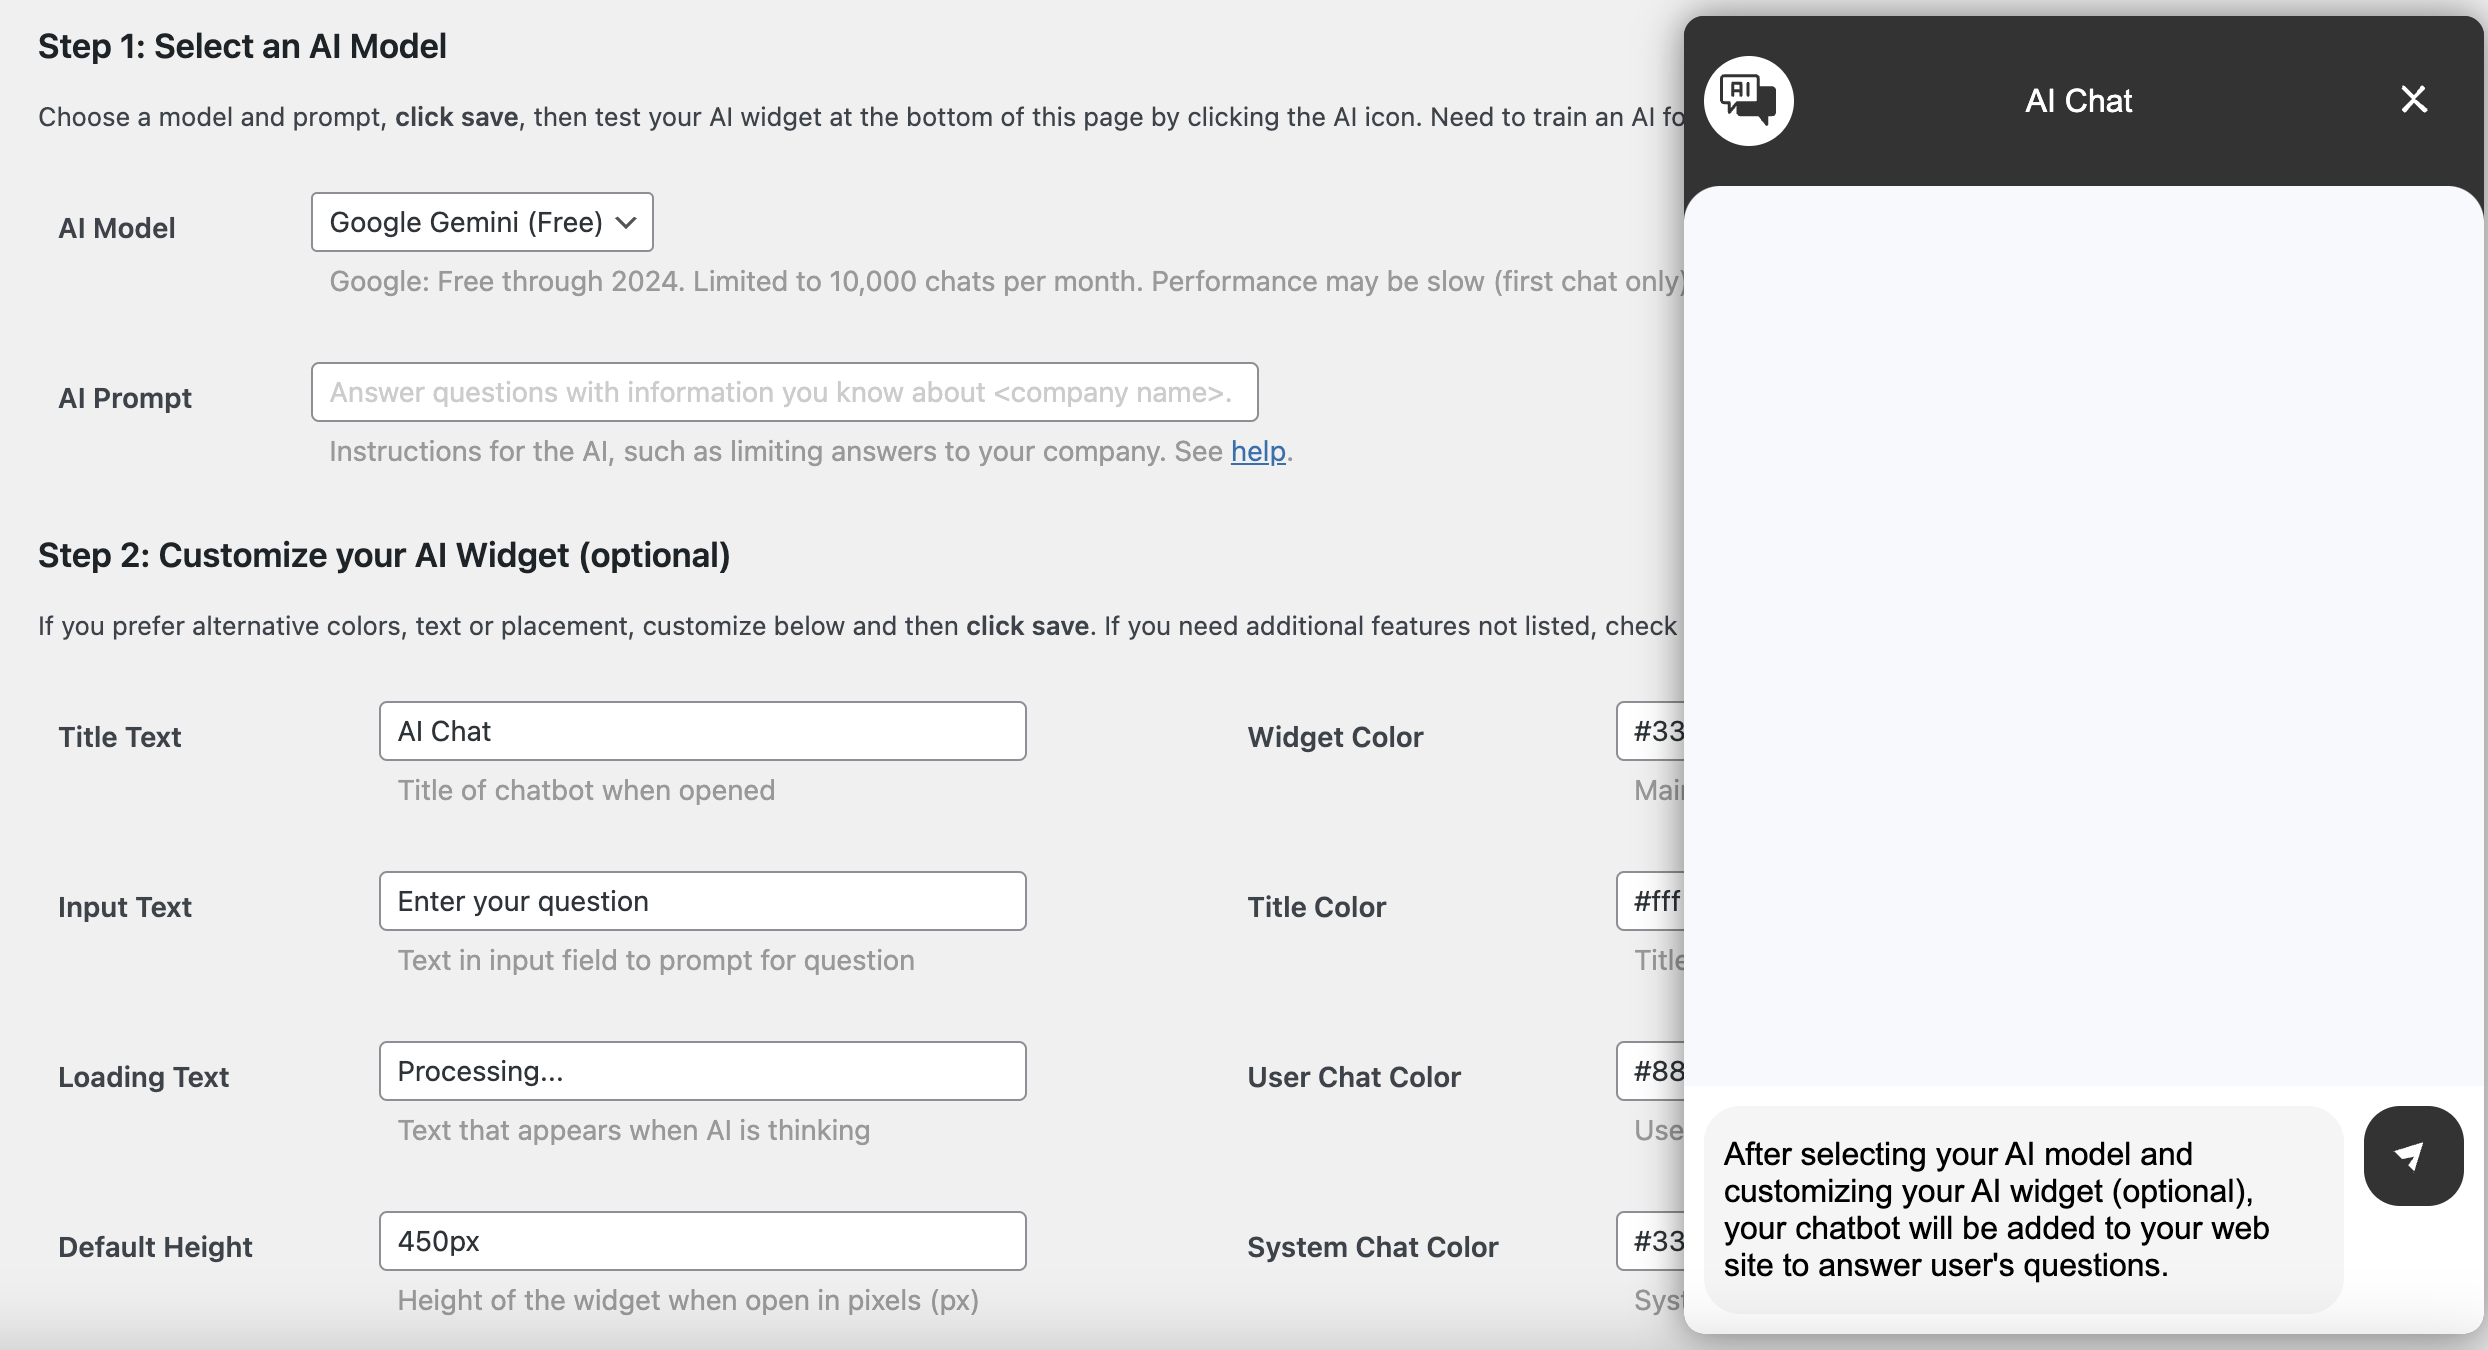 Step 1: Select an AI Model
Choose a model and prompt, click save, then test your AI widget at the bottom of this page by clicking the AI icon. Need to train an AI
AI Model
Google Gemini (Free)
Google: Free through 2024. Limited to 10,000 chats per month. Performance may be slow (first chat only)
AI Prompt
Answer questions with information you know about <company name>.
Instructions for the AI, such as limiting answers to your company. See help.
Step 2: Customize your AI Widget (optional)
If you prefer alternative colors, text or placement, customize below and then click save. If you need additional features not listed, check
Title Text
AI Chat
Title of chatbot when opened
Widget Color
#33
Input Text
Enter your question
Text in input field to prompt for question
Title Color
#fff
Title
Loading Text
Processing...
Text that appears when AI is thinking
User Chat Color
#88
Default Height
450px
Height of the widget when open in pixels (px)
System Chat Color
#33
AI
AI Chat
After selecting your AI model and
customizing your AI widget (optional),
your chatbot will be added to your web
site to answer user's questions.